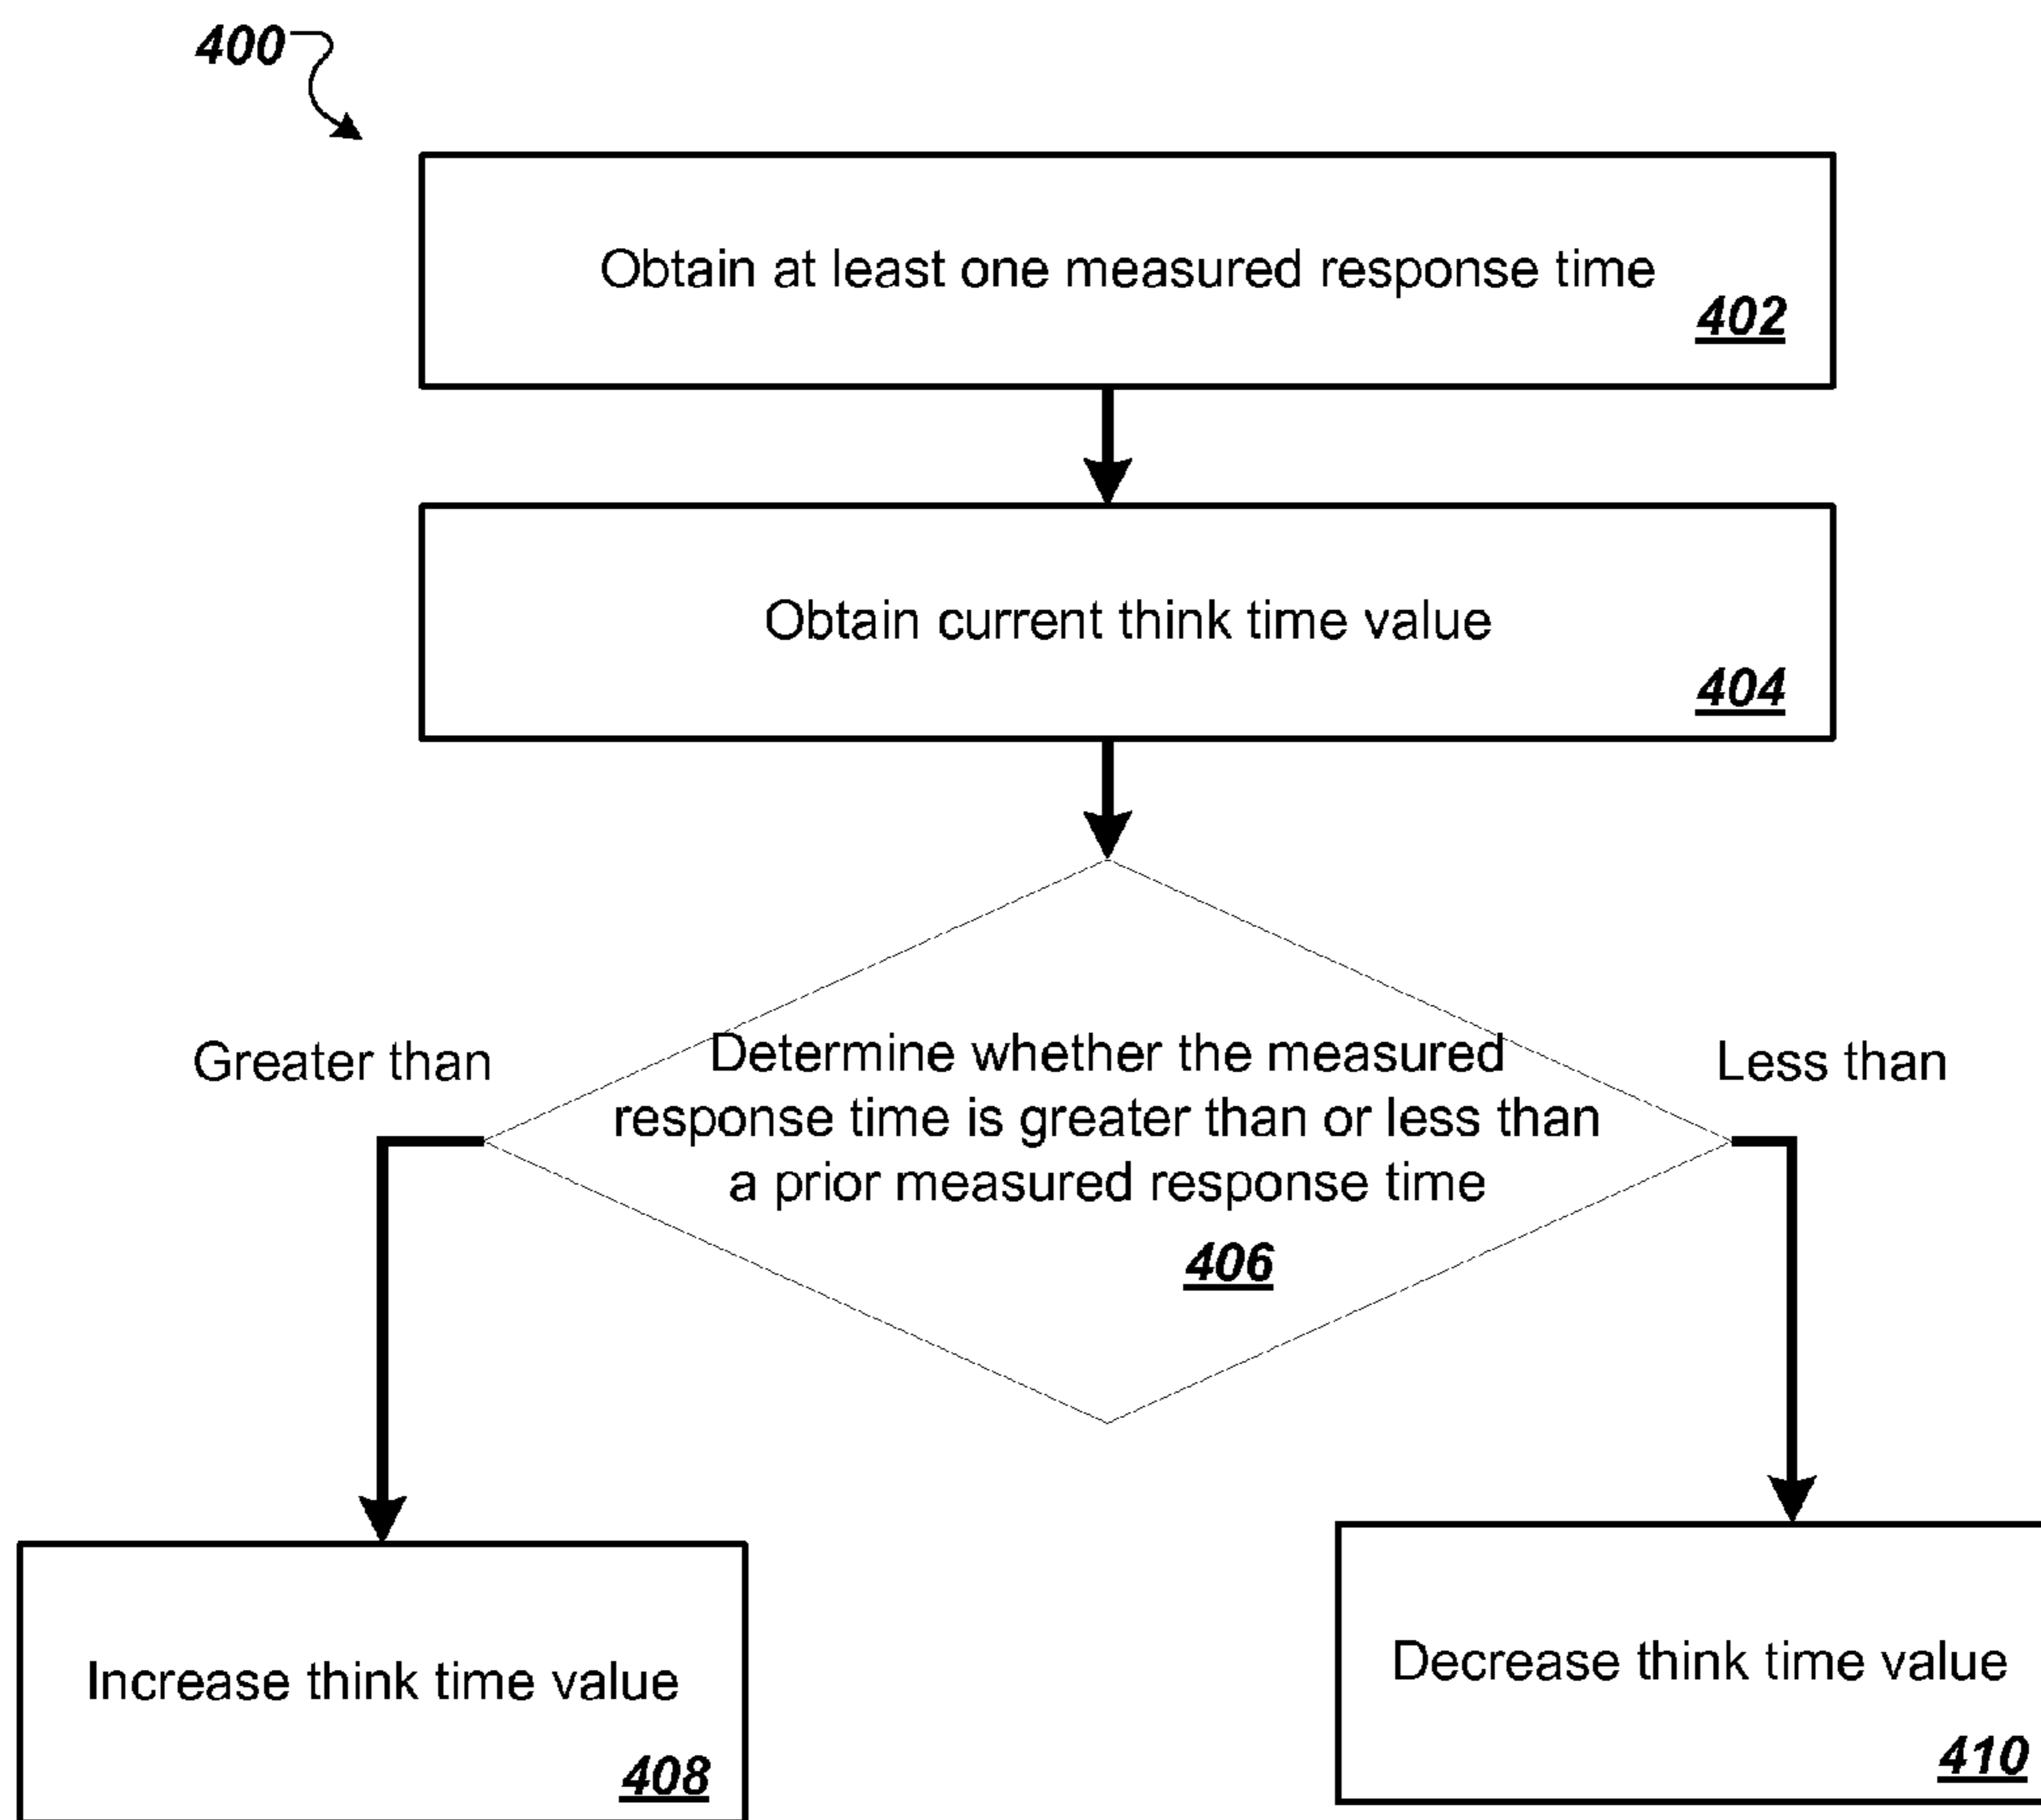 400
Obtain at least one measured response time
402
Obtain current think time value
404
Greater than
Less than
Determine whether the measured
response time is greater than or less than
a prior measured response time
406
Increase think time value
408
Decrease think time value
410